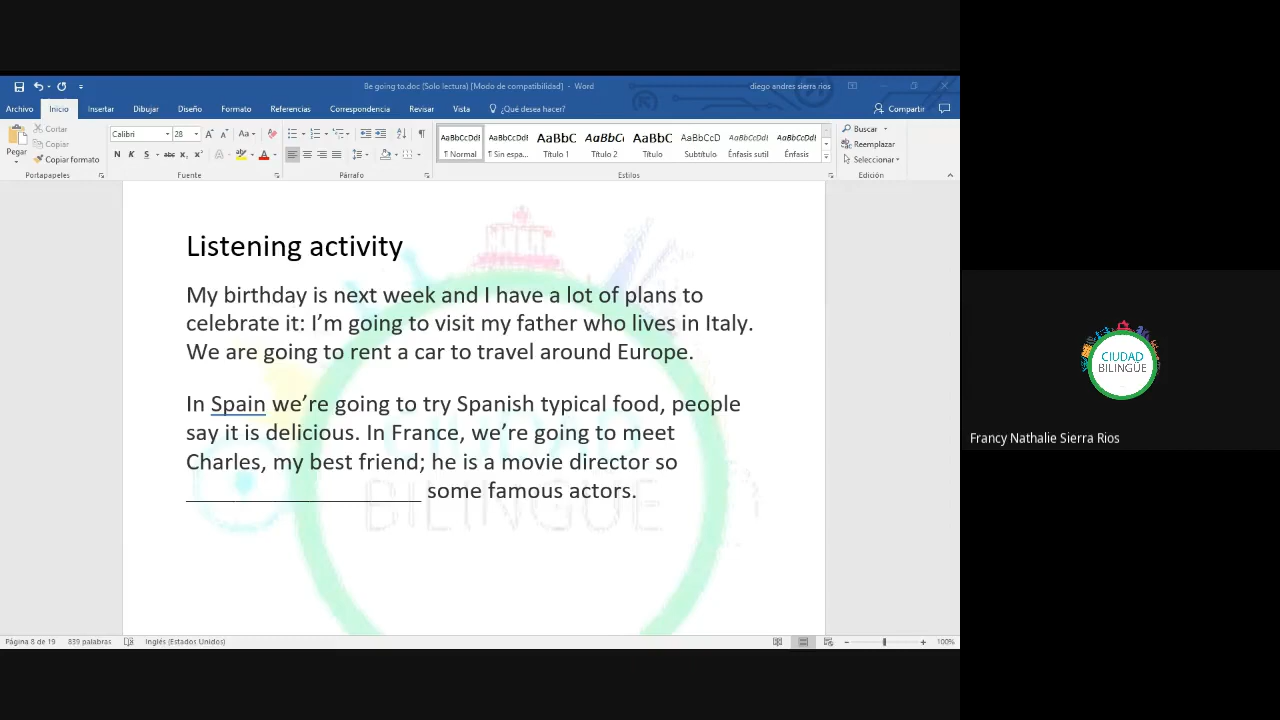 Be going to.doc (Solo lectura) [Modo de compatibilidad] - Word
diego andres sierra rios
Archivo Inicio Insertar Dibujar Diseño Formato Referencias Correspondencia Revisar Vista ¿Qué desea hacer? Compartir
Pegar
Cortar
Copiar
Copiar formato
Portapapeles
Calibri 28
N K S abc x₂ x²
Fuente
Párrafo
AaBbCcDdI AaBbCcDdI AaBbC AaBbCc AaBbC AaBbCcD AaBbCcDdI AaBbCcDdI
¶ Normal ¶ Sin espa... Título 1 Título 2 Título Subtítulo Énfasis sutil Énfasis
Estilos
Buscar
Reemplazar
Seleccionar
Edición
Listening activity
My birthday is next week and I have a lot of plans to
celebrate it: I’m going to visit my father who lives in Italy.
We are going to rent a car to travel around Europe.
In Spain we’re going to try Spanish typical food, people
say it is delicious. In France, we’re going to meet
Charles, my best friend; he is a movie director so
____________________ some famous actors.
BILINGÜE
Página 8 de 19 839 palabras Inglés (Estados Unidos) 100%
CIUDAD
BILINGÜE
Francy Nathalie Sierra Rios